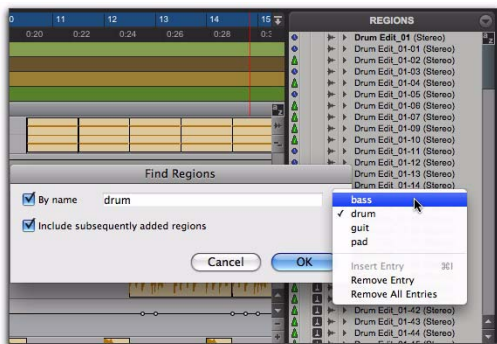 0 11 12 13 14 15
0:20 0:22 0:24 0:26 0:28 0:3
REGIONS
Drum Edit_01 (Stereo)
Drum Edit_01-01 (Stereo)
Drum Edit_01-02 (Stereo)
Drum Edit_01-03 (Stereo)
Drum Edit_01-04 (Stereo)
Drum Edit_01-05 (Stereo)
Drum Edit_01-06 (Stereo)
Drum Edit_01-07 (Stereo)
Drum Edit_01-09 (Stereo)
Drum Edit_01-10 (Stereo)
Drum Edit_01-11 (Stereo)
Drum Edit_01-12 (Stereo)
Drum Edit_01-13 (Stereo)
Drum Edit_01-14 (Stereo)
Find Regions
By name drum
Include subsequently added regions
Cancel OK
bass
✓ drum
guit
pad
Insert Entry ⌘I
Remove Entry
Remove All Entries
Drum Edit_01-42 (Stereo)
Drum Edit_01-43 (Stereo)
Drum Edit_01-44 (Stereo)